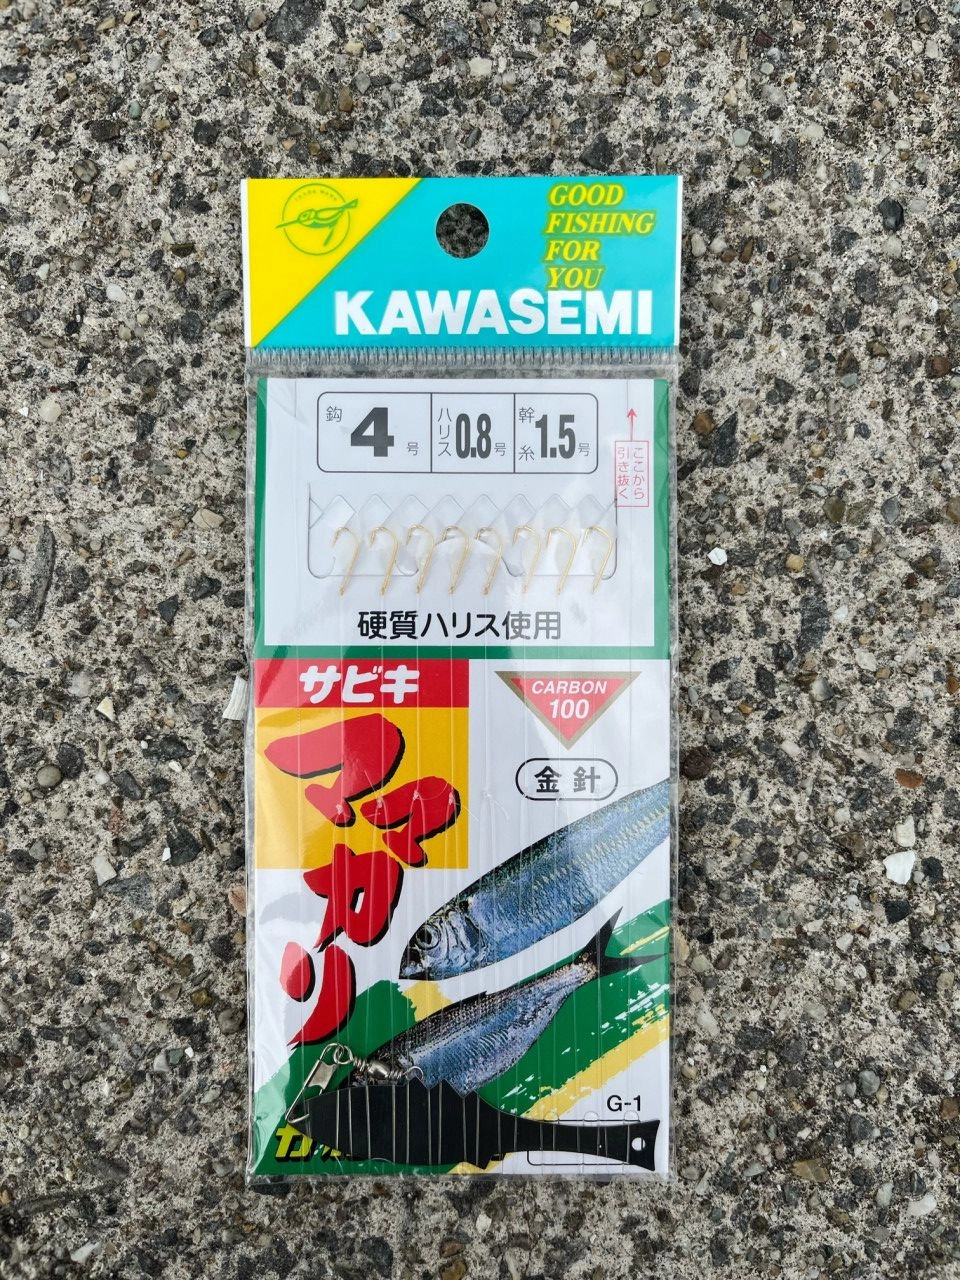 TRADE MARK
GOOD
FISHING
FOR
YOU
KAWASEMI
鈎 4 号
ハリス 0.8 号
幹糸 1.5 号
ここから
引き抜く
硬質ハリス使用
サビキ
ママカリ
CARBON
100
金針
G-1